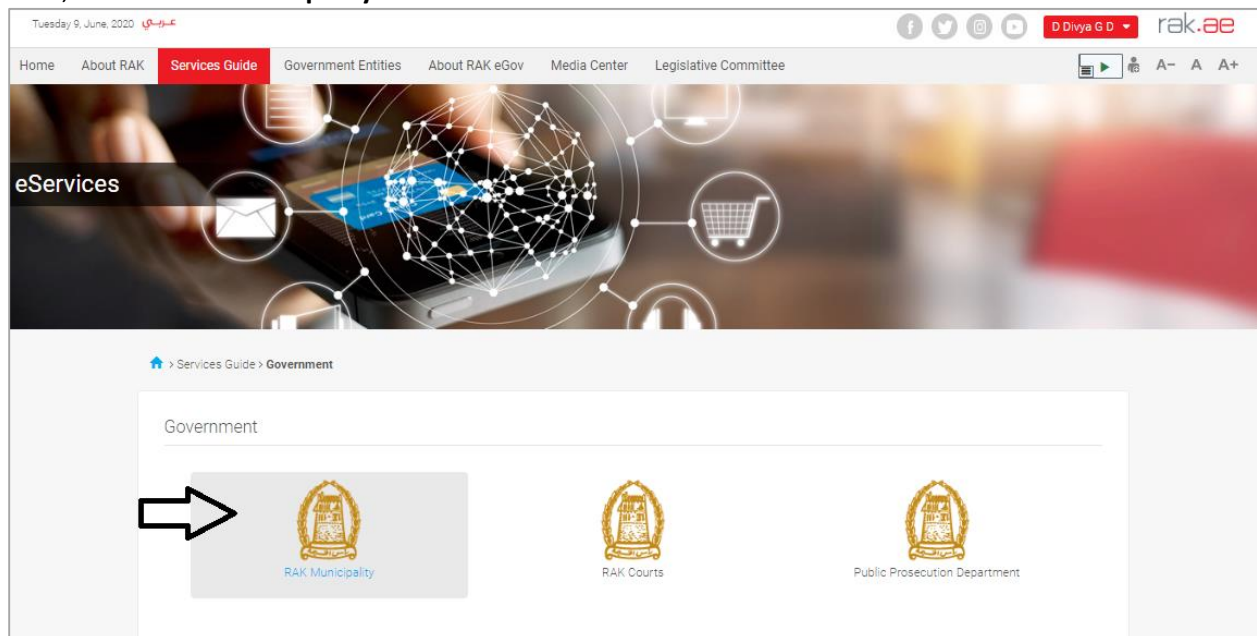 Tuesday 9, June, 2020 عربي
D Divya G D
rak.ae
Home About RAK Services Guide Government Entities About RAK eGov Media Center Legislative Committee A- A A+
eServices
> Services Guide > Government
Government
RAK Municipality RAK Courts Public Prosecution Department